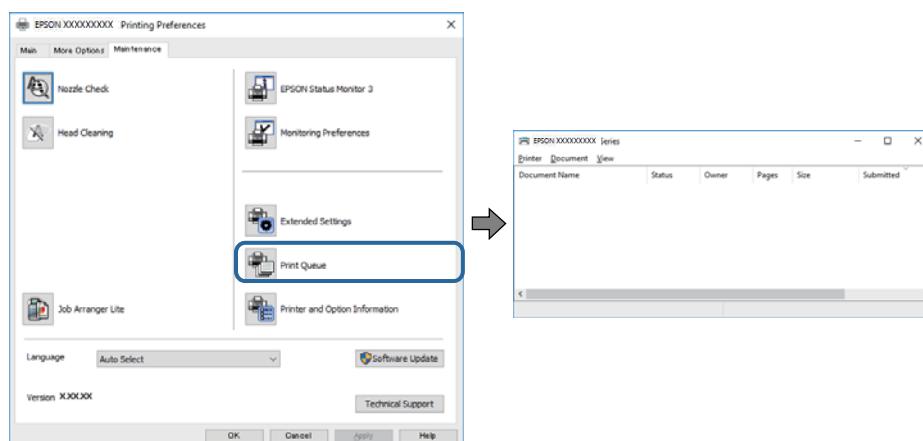 EPSON XXXXXXXXX Printing Preferences
Main More Options Maintenance
Nozzle Check
EPSON Status Monitor 3
Head Cleaning
Monitoring Preferences
Extended Settings
Print Queue
Job Arranger Lite
Printer and Option Information
Language Auto Select
Software Update
Version X.XX.XX
Technical Support
OK Cancel Apply Help
EPSON XXXXXXXXX Series
Printer Document View
Document Name Status Owner Pages Size Submitted